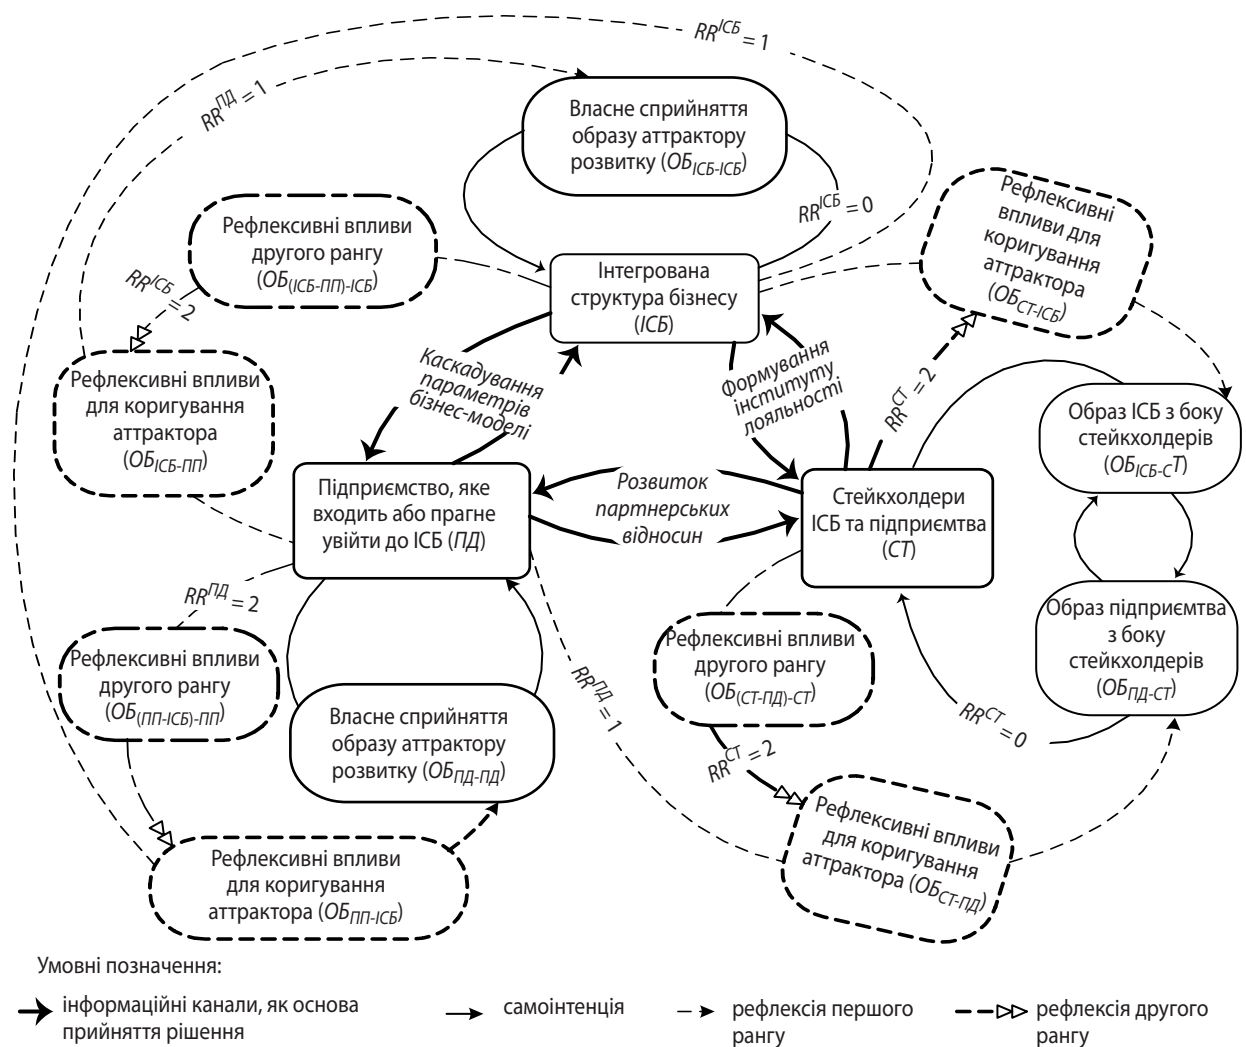 RR^ІСБ = 1
RR^ПД = 1
Власне сприйняття
образу аттрактору
розвитку (ОБ_ІСБ-ІСБ)
RR^ІСБ = 0
Рефлексивні впливи
другого рангу
(ОБ_(ІСБ-ПП)-ІСБ)
Рефлексивні
впливи для
коригування
аттрактора
(ОБ_СТ-ІСБ)
Інтегрована
структура бізнесу
(ІСБ)
RR^ІСБ = 2
Рефлексивні впливи
для коригування
аттрактора
(ОБ_ІСБ-ПП)
Каскадування
параметрів
бізнес-моделі
Формування
інституту
лояльності
RR^СТ = 2
Образ ІСБ з боку
стейкхолдерів
(ОБ_ІСБ-СТ)
Підприємство, яке
входить або прагне
увійти до ІСБ (ПД)
Розвиток
партнерських
відносин
Стейкхолдери
ІСБ та підприємтва
(СТ)
RR^ПД = 2
Образ підприємтва
з боку
стейкхолдерів
(ОБ_ПД-СТ)
Рефлексивні впливи
другого рангу
(ОБ_(ПП-ІСБ)-ПП)
RR^ПД = 1
Рефлексивні впливи
другого рангу
(ОБ_(СТ-ПД)-СТ)
RR^СТ = 0
Власне сприйняття
образу аттрактору
розвитку (ОБ_ПД-ПД)
RR^СТ = 2
Рефлексивні впливи
для коригування
аттрактора (ОБ_СТ-ПД)
Рефлексивні впливи
для коригування
аттрактора (ОБ_ПП-ІСБ)
Умовні позначення:
інформаційні канали, як основа
прийняття рішення
самоінтенція
рефлексія першого
рангу
рефлексія другого
рангу